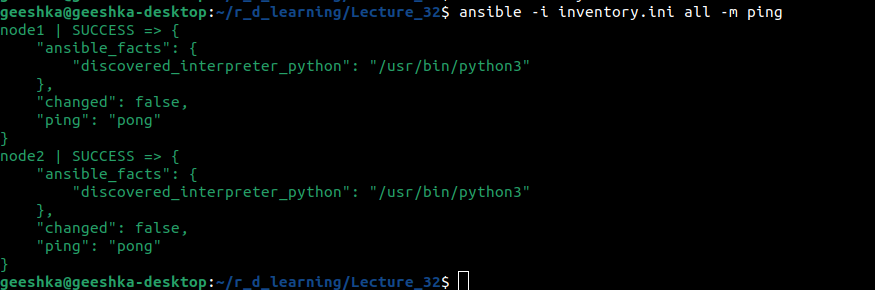 geeshka@geeshka-desktop:~/r_d_learning/Lecture_32$ ansible -i inventory.ini all -m ping
node1 | SUCCESS => {
    "ansible_facts": {
        "discovered_interpreter_python": "/usr/bin/python3"
    },
    "changed": false,
    "ping": "pong"
}
node2 | SUCCESS => {
    "ansible_facts": {
        "discovered_interpreter_python": "/usr/bin/python3"
    },
    "changed": false,
    "ping": "pong"
}
geeshka@geeshka-desktop:~/r_d_learning/Lecture_32$